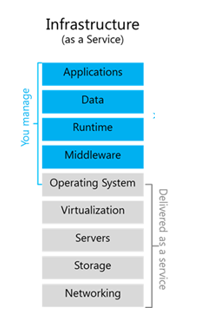 Infrastructure
(as a Service)
You manage
Applications
Data
Runtime
Middleware
Operating System
Virtualization
Servers
Storage
Networking
Delivered as a service